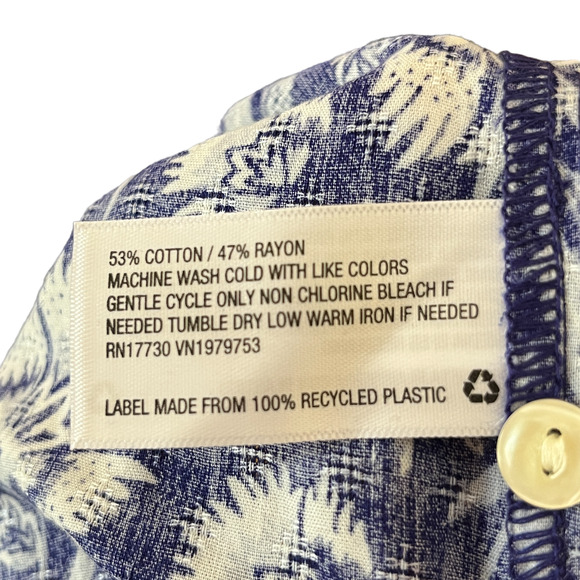 53% COTTON / 47% RAYON
MACHINE WASH COLD WITH LIKE COLORS
GENTLE CYCLE ONLY NON CHLORINE BLEACH IF
NEEDED TUMBLE DRY LOW WARM IRON IF NEEDED
RN17730 VN1979753
LABEL MADE FROM 100% RECYCLED PLASTIC